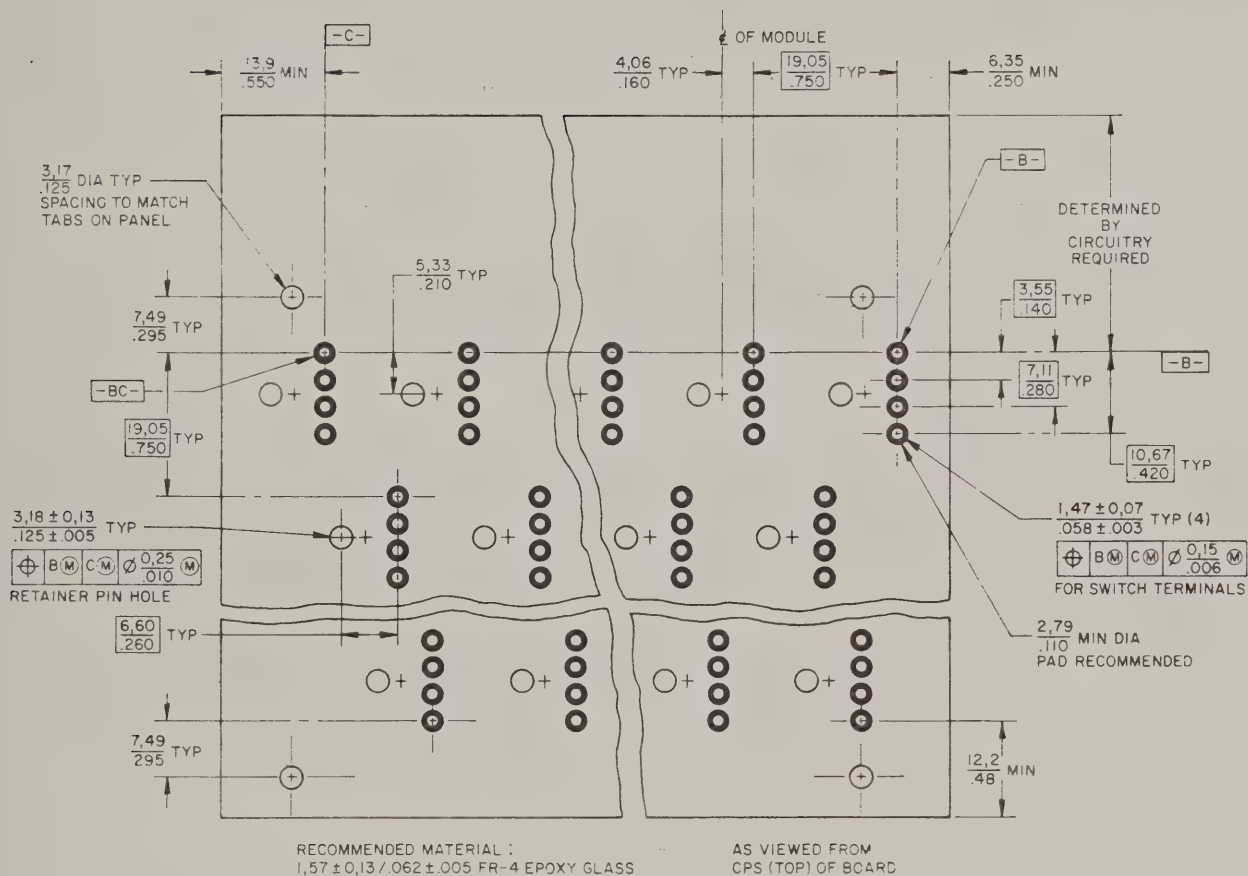 -C-
℄ OF MODULE
13,9
.550 MIN
4,06
.160 TYP
19,05
.750 TYP
6,35
.250 MIN
3,17
.125 DIA TYP
SPACING TO MATCH
TABS ON PANEL
-B-
DETERMINED
BY
CIRCUITRY
REQUIRED
5,33
.210 TYP
7,49
.295 TYP
3,55
.140 TYP
-BC-
-B-
7,11
.280 TYP
19,05
.750 TYP
10,67
.420 TYP
3,18 ± 0,13
.125 ± .005 TYP
⌖ B Ⓜ C Ⓜ Ø 0,25
.010 Ⓜ
RETAINER PIN HOLE
1,47 ± 0,07
.058 ± .003 TYP (4)
⌖ B Ⓜ C Ⓜ Ø 0,15
.006 Ⓜ
FOR SWITCH TERMINALS
6,60
.260 TYP
2,79
.110 MIN DIA
PAD RECOMMENDED
7,49
295 TYP
12,2
.48 MIN
RECOMMENDED MATERIAL :
1,57 ± 0,13 / .062 ± .005 FR-4 EPOXY GLASS
AS VIEWED FROM
CPS (TOP) OF BOARD